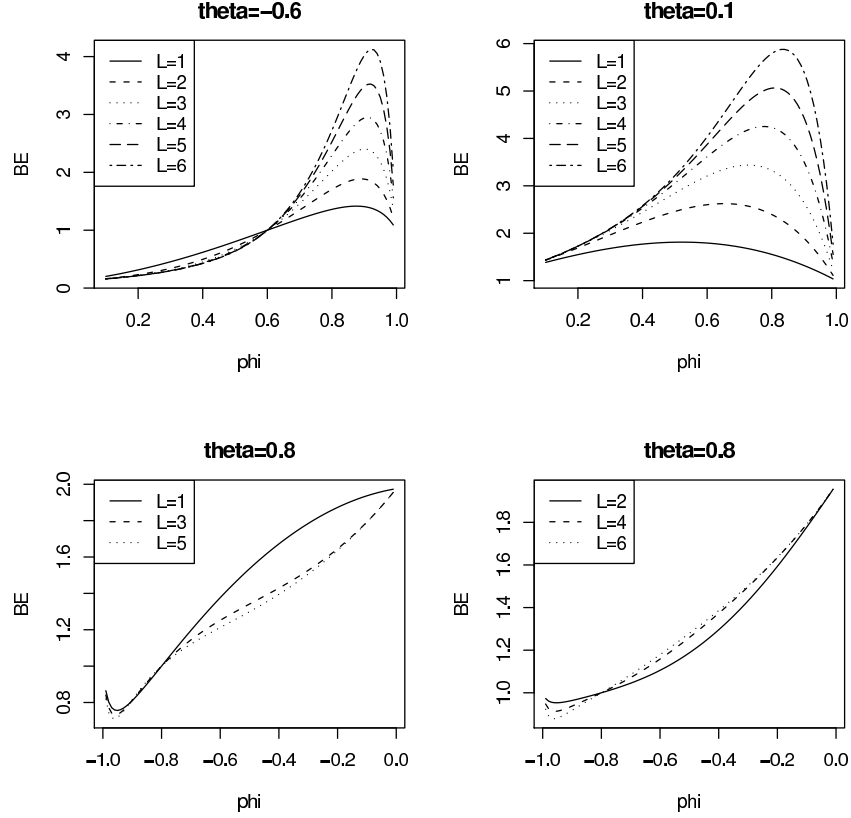 theta=−0.6
BE
4
3
2
1
0
L=1
L=2
L=3
L=4
L=5
L=6
0.2 0.4 0.6 0.8 1.0
phi
theta=0.1
BE
6
5
4
3
2
1
L=1
L=2
L=3
L=4
L=5
L=6
0.2 0.4 0.6 0.8 1.0
phi
theta=0.8
BE
2.0
1.6
1.2
0.8
L=1
L=3
L=5
−1.0 −0.8 −0.6 −0.4 −0.2 0.0
phi
theta=0.8
BE
1.8
1.6
1.4
1.2
1.0
L=2
L=4
L=6
−1.0 −0.8 −0.6 −0.4 −0.2 0.0
phi